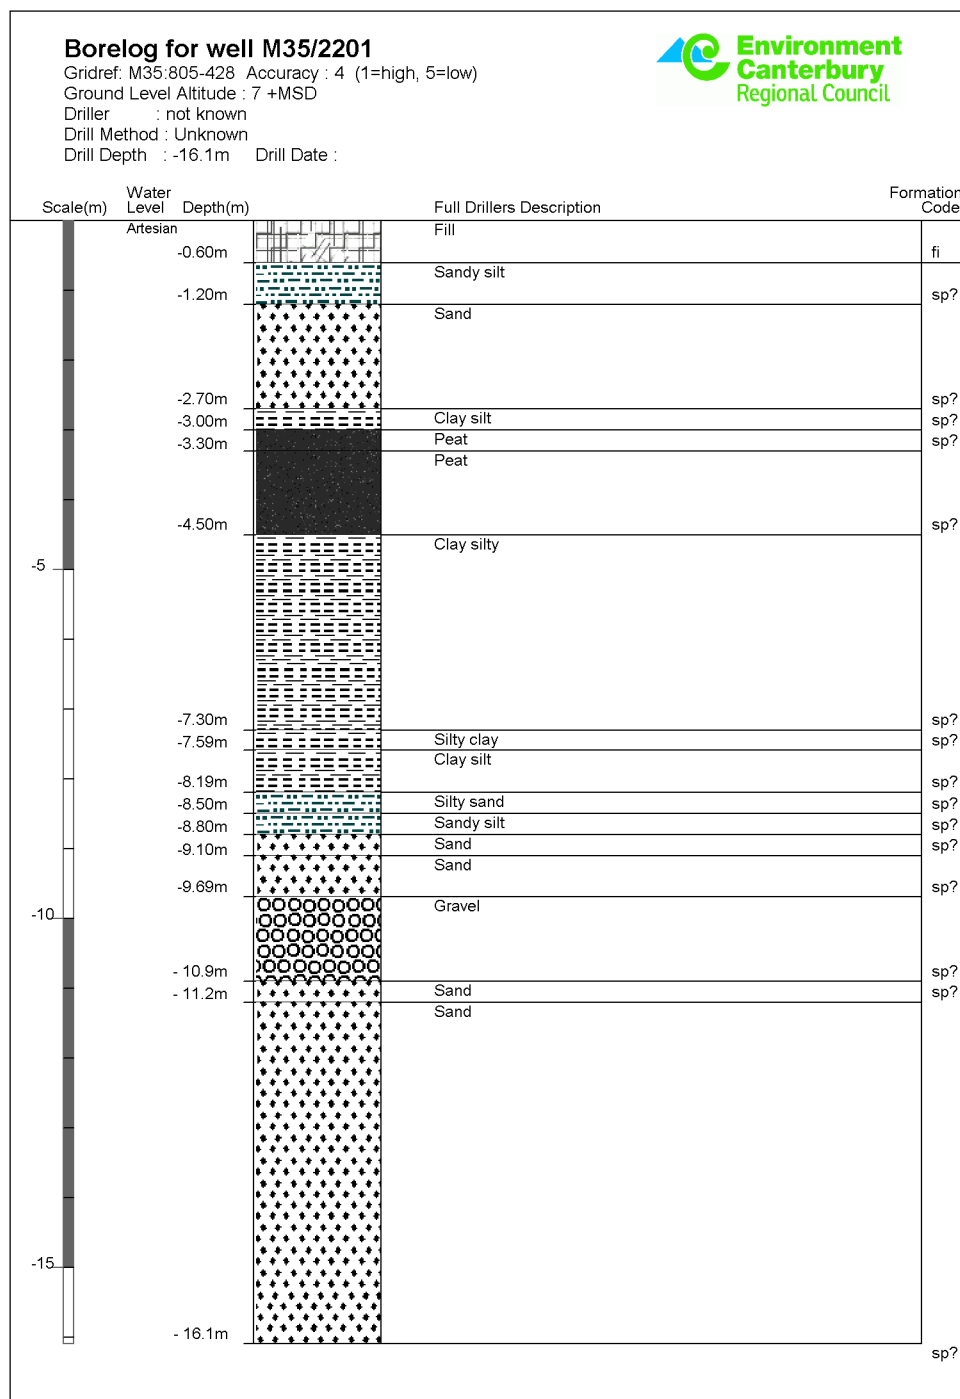 Borelog for well M35/2201
Gridref: M35:805-428 Accuracy : 4 (1=high, 5=low)
Ground Level Altitude : 7 +MSD
Driller : not known
Drill Method : Unknown
Drill Depth : -16.1m Drill Date :
Environment
Canterbury
Regional Council
Scale(m) Water Level Depth(m) Full Drillers Description Formation Code
Artesian Fill
-0.60m fi
Sandy silt
-1.20m sp?
Sand
-2.70m sp?
Clay silt
-3.00m sp?
Peat
-3.30m sp?
Peat
-4.50m sp?
Clay silty
-5
-7.30m sp?
Silty clay
-7.59m sp?
Clay silt
-8.19m sp?
Silty sand
-8.50m sp?
Sandy silt
-8.80m sp?
Sand
-9.10m sp?
Sand
-9.69m sp?
Gravel
-10
- 10.9m sp?
Sand
- 11.2m sp?
Sand
-15
- 16.1m
sp?